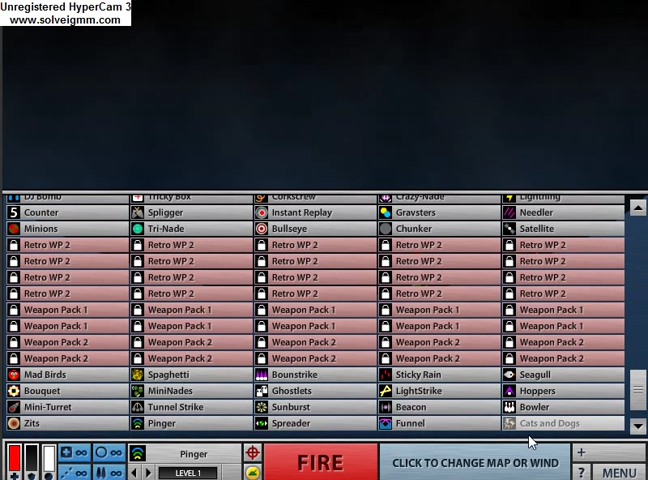 Unregistered HyperCam 3
www.solveigmm.com
DJ Bomb Tricky Box Corkscrew Crazy-Nade Lightning
5 Counter Spligger Instant Replay Gravsters Needler
Minions Tri-Nade Bullseye Chunker Satellite
Retro WP 2 Retro WP 2 Retro WP 2 Retro WP 2 Retro WP 2
Retro WP 2 Retro WP 2 Retro WP 2 Retro WP 2 Retro WP 2
Retro WP 2 Retro WP 2 Retro WP 2 Retro WP 2 Retro WP 2
Retro WP 2 Retro WP 2 Retro WP 2 Retro WP 2 Retro WP 2
Weapon Pack 1 Weapon Pack 1 Weapon Pack 1 Weapon Pack 1 Weapon Pack 1
Weapon Pack 1 Weapon Pack 1 Weapon Pack 1 Weapon Pack 1 Weapon Pack 1
Weapon Pack 2 Weapon Pack 2 Weapon Pack 2 Weapon Pack 2 Weapon Pack 2
Weapon Pack 2 Weapon Pack 2 Weapon Pack 2 Weapon Pack 2 Weapon Pack 2
Mad Birds Spaghetti Bounstrike Sticky Rain Seagull
Bouquet MiniNades Ghostlets LightStrike Hoppers
Mini-Turret Tunnel Strike Sunburst Beacon Bowler
Zits Pinger Spreader Funnel Cats and Dogs
∞ ∞ Pinger +
∞ ∞ LEVEL 1 FIRE CLICK TO CHANGE MAP OR WIND ? MENU